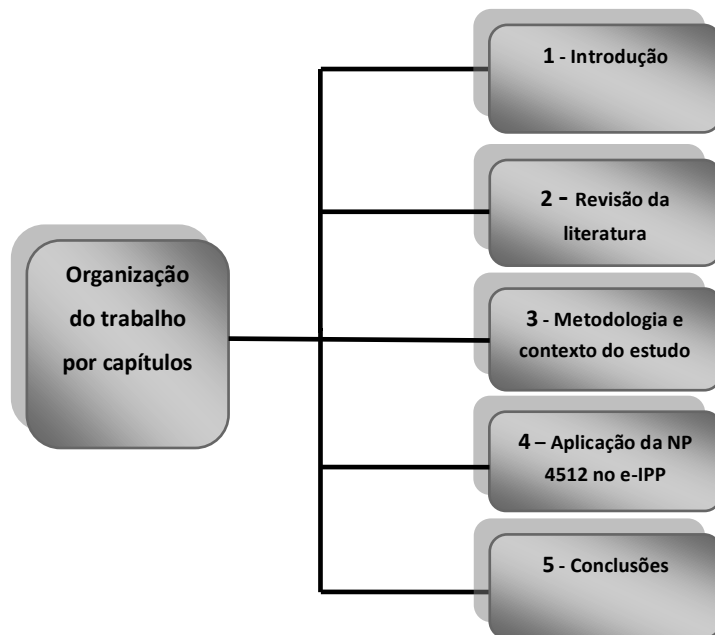 1 - Introdução
2 - Revisão da
literatura
Organização
do trabalho
por capítulos
3 - Metodologia e
contexto do estudo
4 – Aplicação da NP
4512 no e-IPP
5 - Conclusões